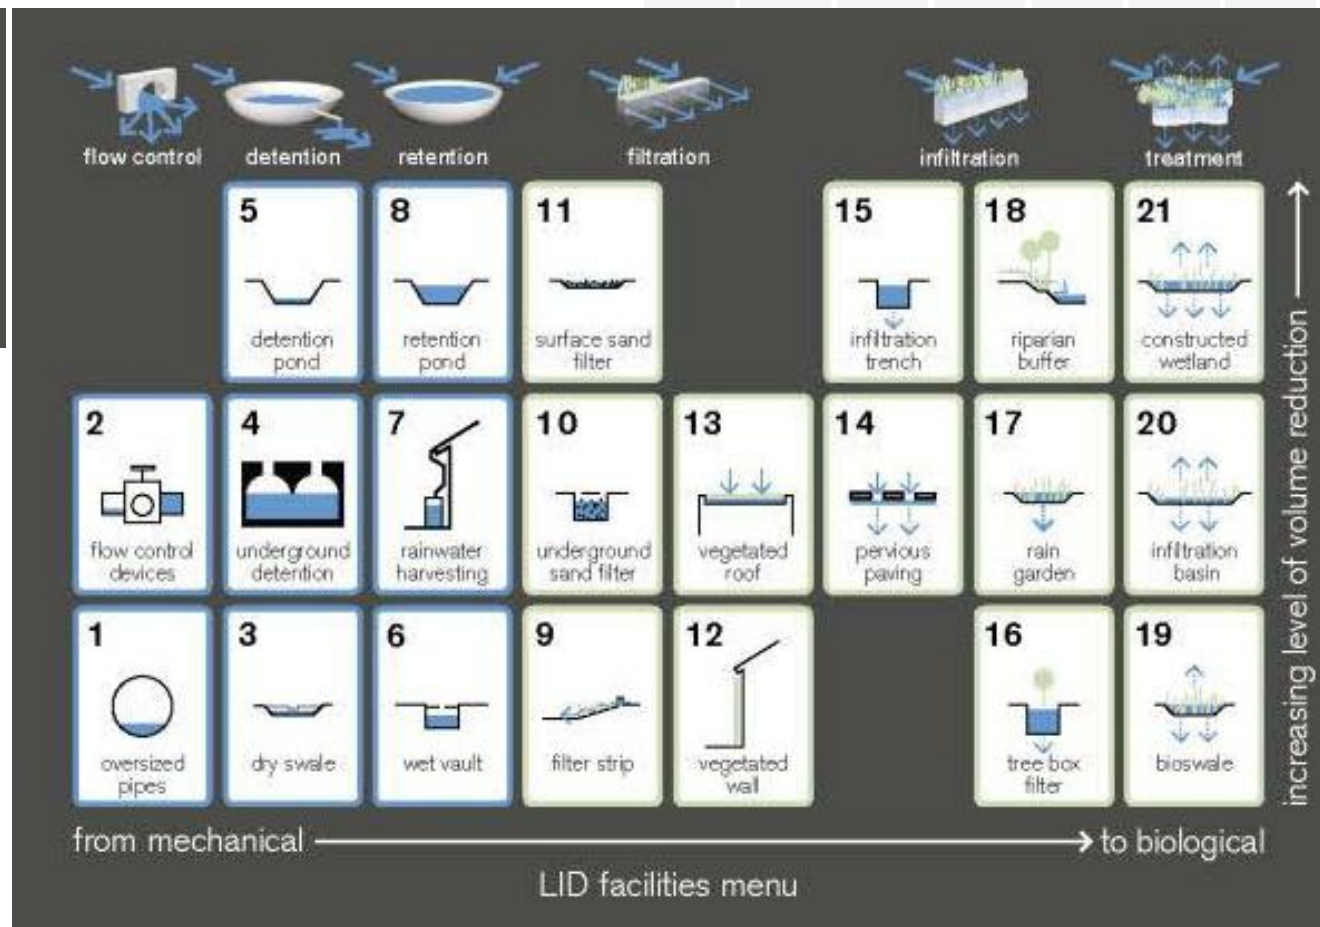 flow control detention retention filtration infiltration treatment
5 8 11 15 18 21
detention pond
retention pond
surface sand filter
infiltration trench
riparian buffer
constructed wetland
2 4 7 10 13 14 17 20
flow control devices
underground detention
rainwater harvesting
underground sand filter
vegetated roof
pervious paving
rain garden
infiltration basin
1 3 6 9 12 16 19
oversized pipes
dry swale
wet vault
filter strip
vegetated wall
tree box filter
bioswale
increasing level of volume reduction
from mechanical to biological
LID facilities menu